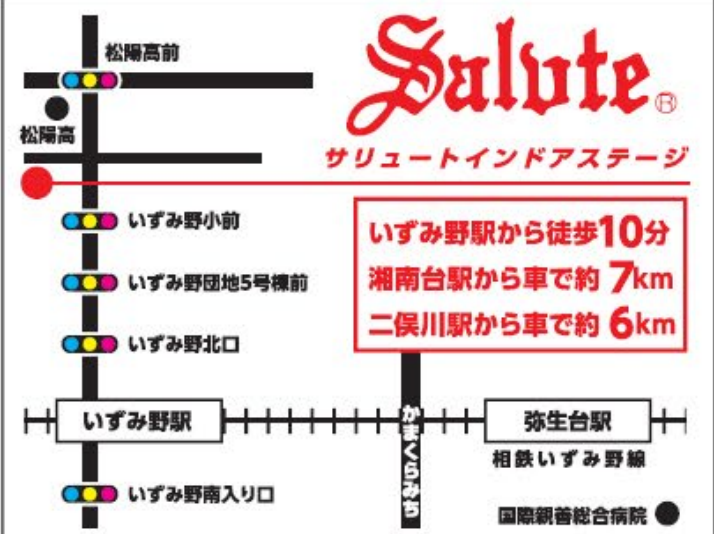 松陽高前
Salute®
松陽高
サリュートインドアステージ
いずみ野小前
いずみ野駅から徒歩10分
湘南台駅から車で約 7km
二俣川駅から車で約 6km
いずみ野団地5号棟前
いずみ野北口
いずみ野駅
かまくらみち
弥生台駅
相鉄いずみ野線
いずみ野南入り口
国際親善総合病院